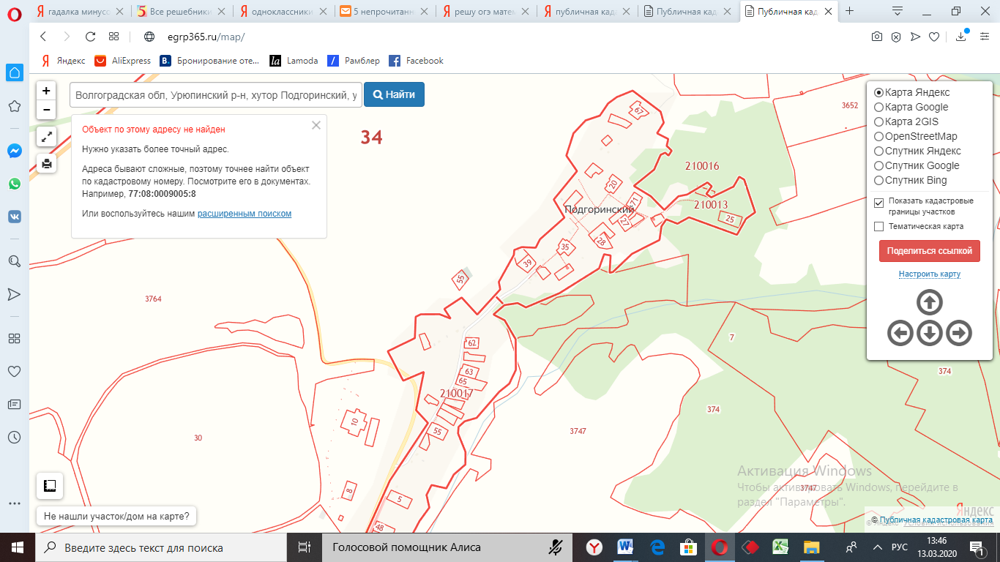 гадалка минусс
Все решебники
одноклассники
5 непрочитанн
решу огэ матем
публичная када
Публичная кад
Публичная кад
egrp365.ru/map/
Яндекс
AliExpress
Бронирование оте...
Lamoda
Рамблер
Facebook
Волгоградская обл, Урюпинский р-н, хутор Подгоринский, у
Найти
Объект по этому адресу не найден
Нужно указать более точный адрес.
Адреса бывают сложные, поэтому точнее найти объект
по кадастровому номеру. Посмотрите его в документах.
Например, 77:08:0009005:8
Или воспользуйтесь нашим расширенным поиском
Карта Яндекс
Карта Google
Карта 2GIS
OpenStreetMap
Спутник Яндекс
Спутник Google
Спутник Bing
Показать кадастровые
границы участков
Тематическая карта
Поделиться ссылкой
Настроить карту
34
3652
67
210016
20
71
Подгоринский
210013
25
27
28
35
39
55
3764
62
7
63
65
374
210017
374
10
55
3747
30
8
5
3747
48
Активация Windows
Чтобы активировать Windows, перейдите в
раздел "Параметры".
Яндекс
© Публичная кадастровая карта
© Яндекс Условия использования
Не нашли участок/дом на карте?
Введите здесь текст для поиска
Голосовой помощник Алиса
РУС
13:46
13.03.2020
1